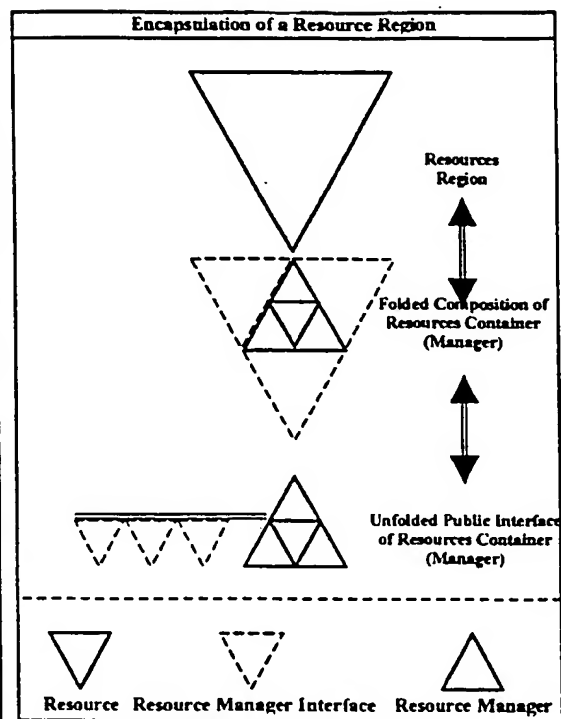 Encapsulation of a Resource Region
Resources
Region
Folded Composition of
Resources Container
(Manager)
Unfolded Public Interface
of Resources Container
(Manager)
Resource Resource Manager Interface Resource Manager